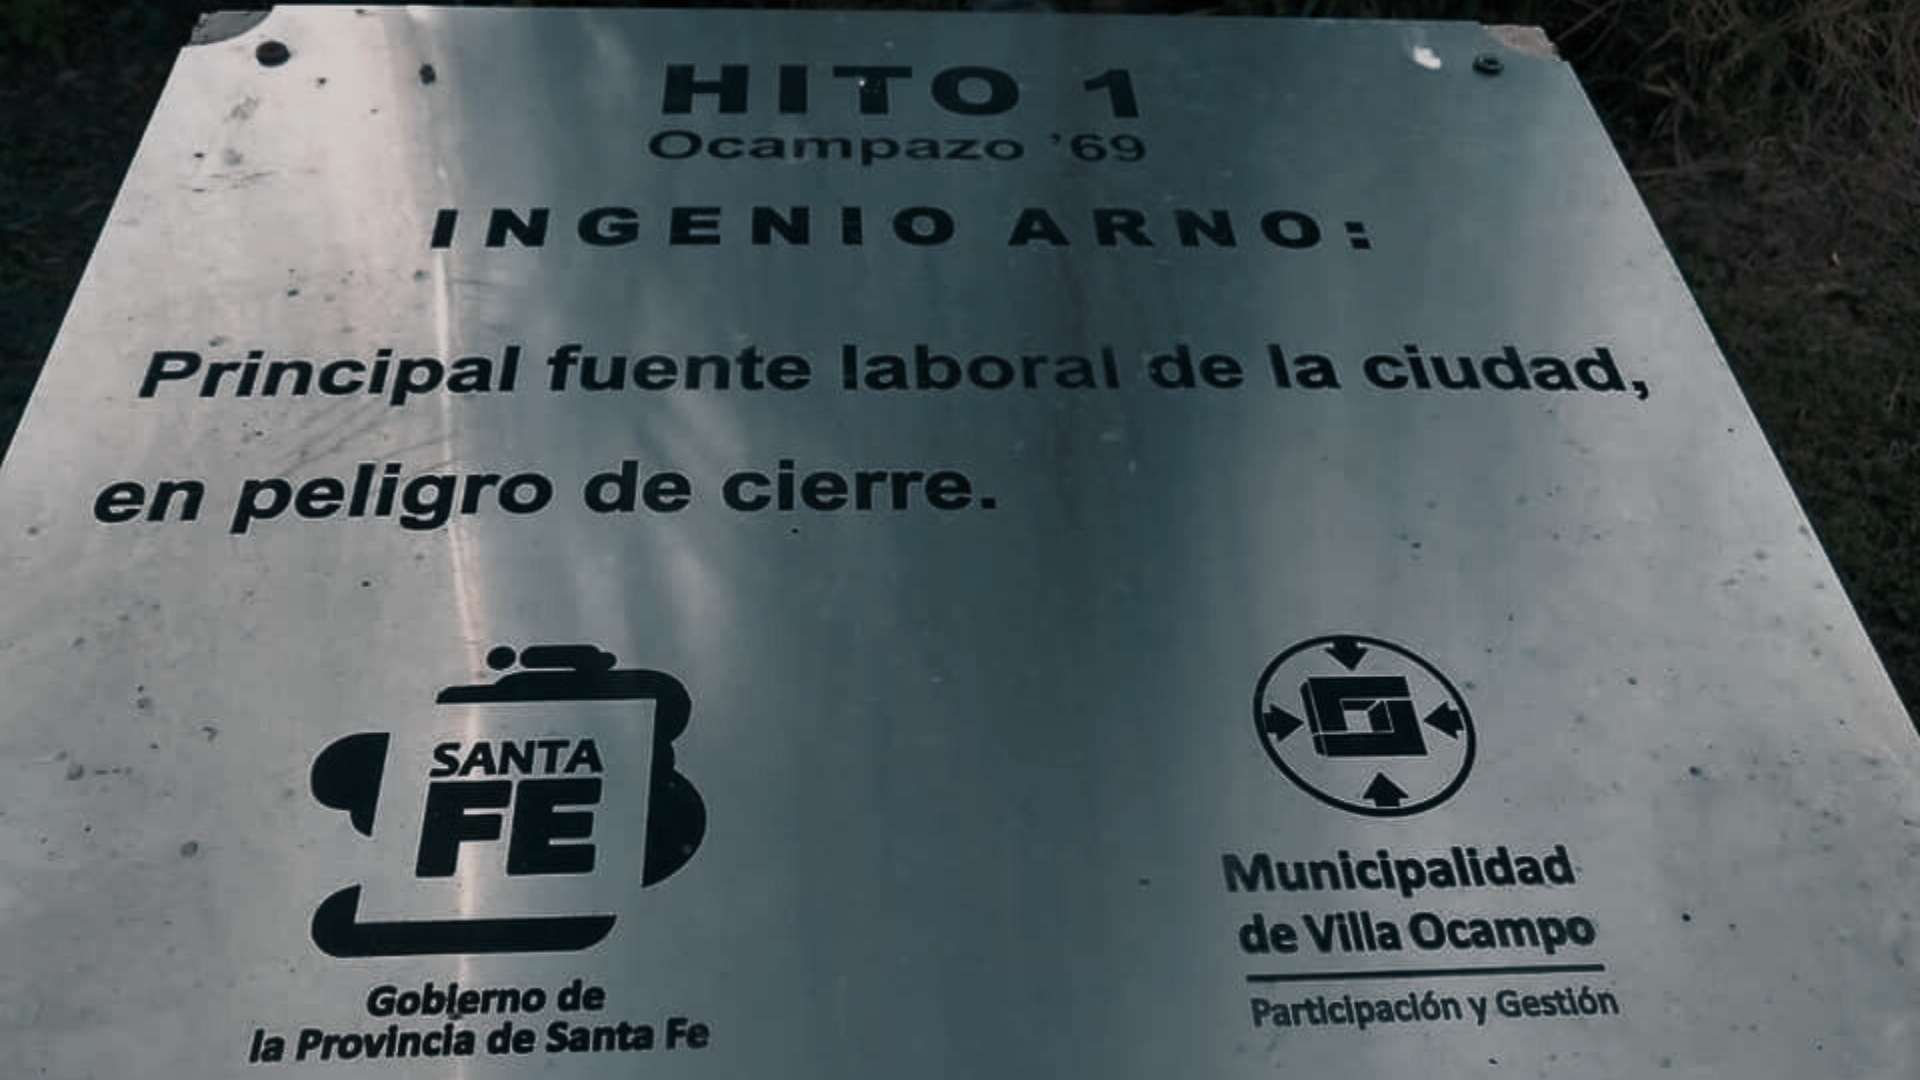 HITO 1
Ocampazo '69
INGENIO ARNO:
Principal fuente laboral de la ciudad,
en peligro de cierre.
SANTA
FE
Gobierno de
la Provincia de Santa Fe
Municipalidad
de Villa Ocampo
Participación y Gestión